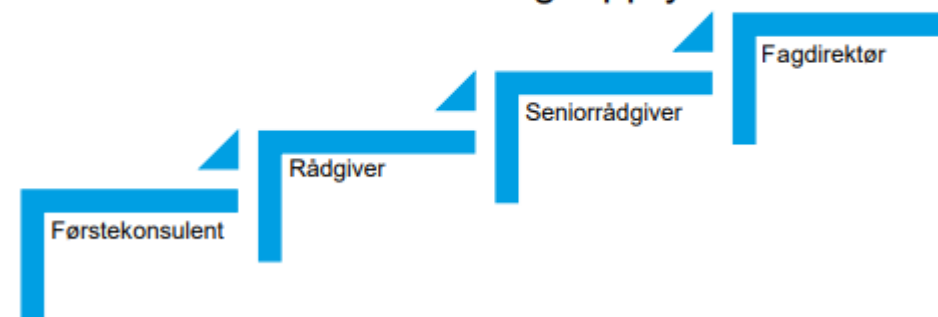 Fagdirektør
Seniorrådgiver
Rådgiver
Førstekonsulent